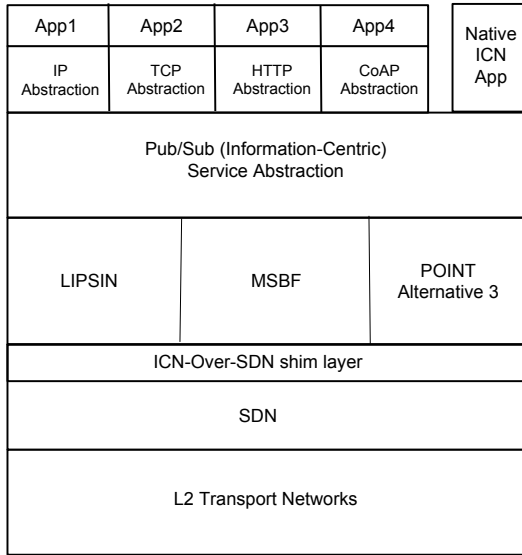 App1
App2
App3
App4
Native
ICN
App
IP
Abstraction
TCP
Abstraction
HTTP
Abstraction
CoAP
Abstraction
Pub/Sub (Information-Centric)
Service Abstraction
LIPSIN
MSBF
POINT
Alternative 3
ICN-Over-SDN shim layer
SDN
L2 Transport Networks